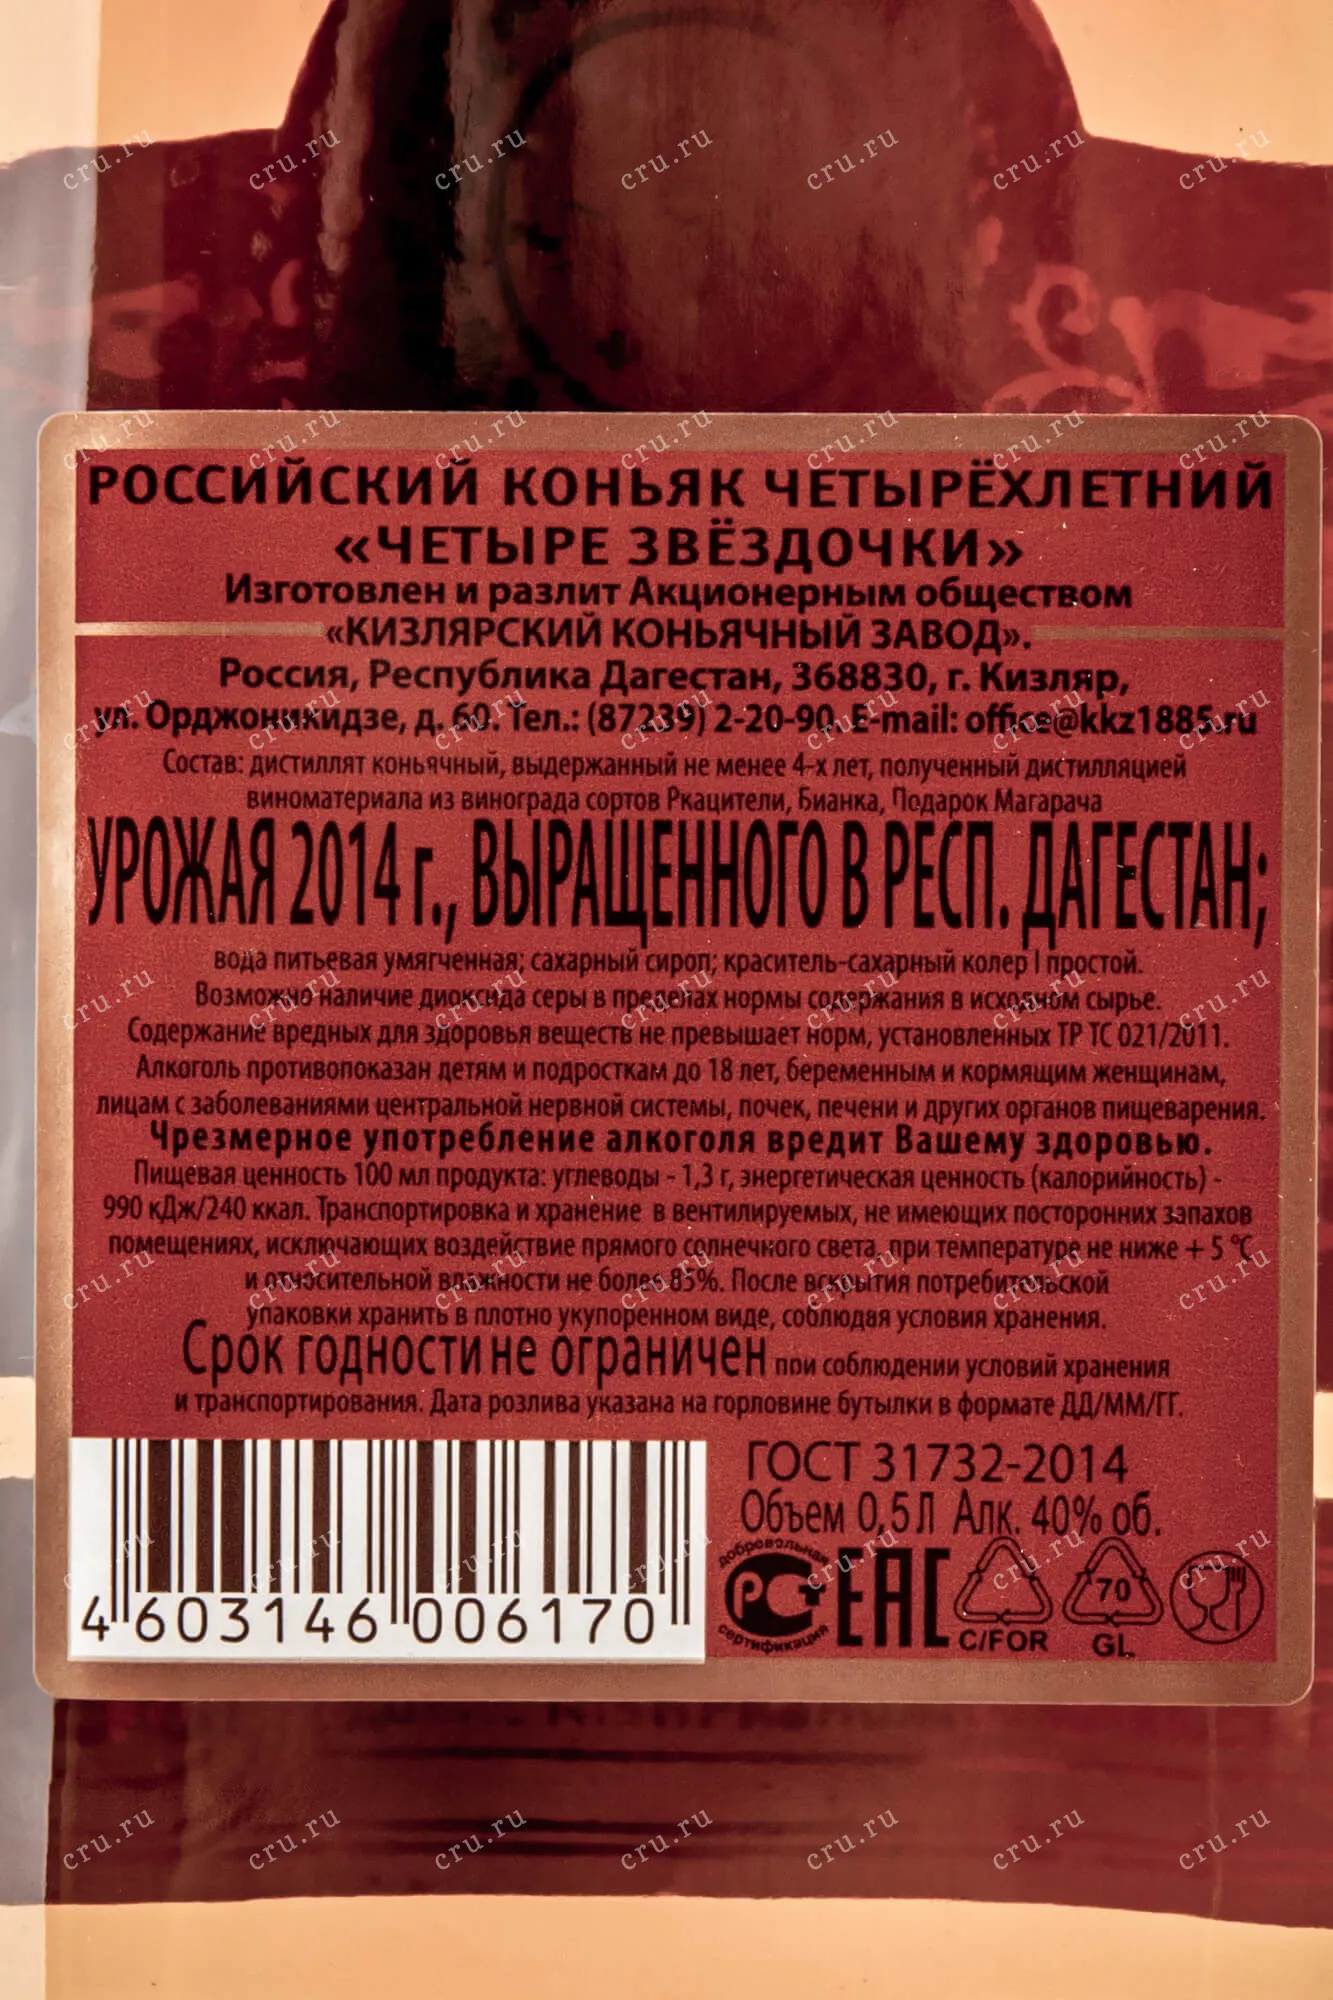 РОССИЙСКИЙ КОНЬЯК ЧЕТЫРЁХЛЕТНИЙ
«ЧЕТЫРЕ ЗВЁЗДОЧКИ»
Изготовлен и разлит Акционерным обществом
«КИЗЛЯРСКИЙ КОНЬЯЧНЫЙ ЗАВОД».
Россия, Республика Дагестан, 368830, г. Кизляр,
ул. Орджоникидзе, д. 60. Тел.: (87239) 2-20-90. E-mail: office@kkz1885.ru
Состав: дистиллят коньячный, выдержанный не менее 4-х лет, полученный дистилляцией
виноматериала из винограда сортов Ркацители, Бианка, Подарок Магарача
УРОЖАЯ 2014 г., ВЫРАЩЕННОГО В РЕСП. ДАГЕСТАН;
вода питьевая умягченная; сахарный сироп; краситель-сахарный колер I простой.
Возможно наличие диоксида серы в пределах нормы содержания в исходном сырье.
Содержание вредных для здоровья веществ не превышает норм, установленных ТР ТС 021/2011.
Алкоголь противопоказан детям и подросткам до 18 лет, беременным и кормящим женщинам,
лицам с заболеваниями центральной нервной системы, почек, печени и других органов пищеварения.
Чрезмерное употребление алкоголя вредит Вашему здоровью.
Пищевая ценность 100 мл продукта: углеводы - 1,3 г, энергетическая ценность (калорийность) -
990 кДж/240 ккал. Транспортировка и хранение в вентилируемых, не имеющих посторонних запахов
помещениях, исключающих воздействие прямого солнечного света, при температуре не ниже + 5 °С
и относительной влажности не более 85%. После вскрытия потребительской
упаковки хранить в плотно укупоренном виде, соблюдая условия хранения.
Срок годности не ограничен при соблюдении условий хранения
и транспортирования. Дата розлива указана на горловине бутылки в формате ДД/ММ/ГГ.
ГОСТ 31732-2014
Объем 0,5 Л Алк. 40% об.
добровольная
РСТ ЕАС 70
сертификация
C/FOR GL
4 603146 006170
cru.ru